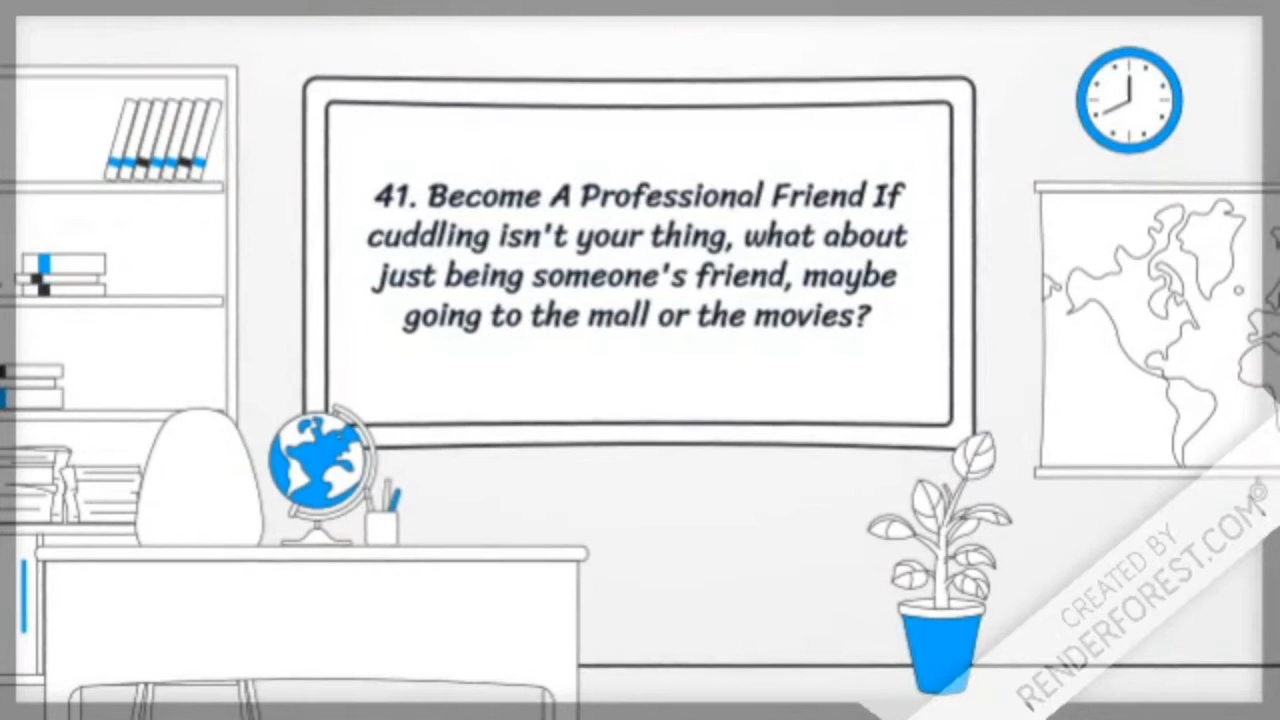 41. Become A Professional Friend If
cuddling isn't your thing, what about
just being someone's friend, maybe
going to the mall or the movies?
CREATED BY
RENDERFOREST.COM